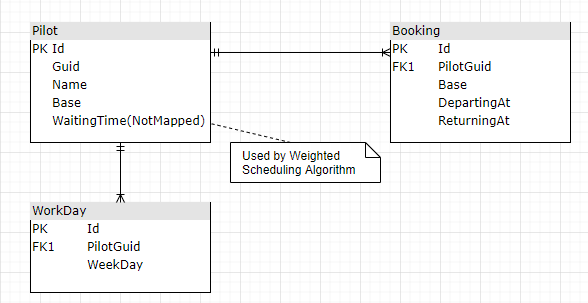 Pilot
PK Id
Guid
Name
Base
WaitingTime(NotMapped)
Booking
PK Id
FK1 PilotGuid
Base
DepartingAt
ReturningAt
Used by Weighted
Scheduling Algorithm
WorkDay
PK Id
FK1 PilotGuid
WeekDay